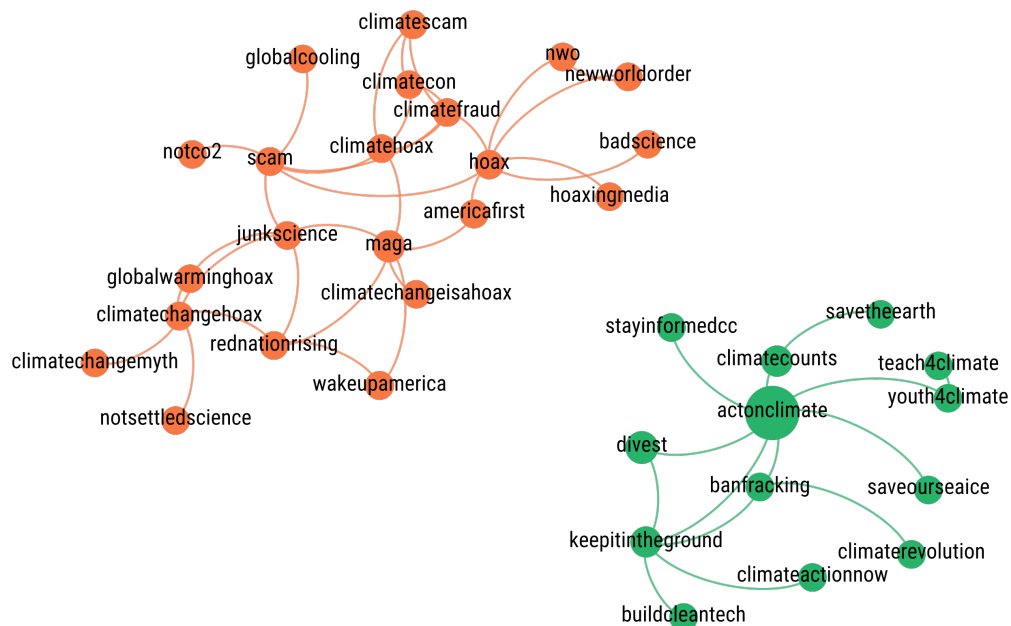 climatescam
globalcooling
nwo
newworldorder
climatecon
climatefraud
badscience
climatehoax
notco2
scam
hoax
hoaxingmedia
americafirst
junkscience
maga
globalwarminghoax
climatechangeisahoax
climatechangehoax
rednationrising
climatechangemyth
wakeupamerica
notsettledscience
savetheearth
stayinformedcc
climatecounts
teach4climate
youth4climate
actonclimate
divest
banfracking
saveourseaice
keepitintheground
climaterevolution
climateactionnow
buildcleantech